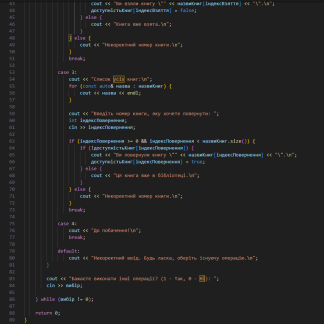 cout << "Ви взяли книгу \"" << назвиКниг[індексВзяття] << "\".\n";
доступністьКниг[індексВзяття] = false;
} else {
cout << "Книга вже взята.\n";
}
} else {
cout << "Некоректний номер книги.\n";
}
break;
case 3:
cout << "Список усіх книг:\n";
for (const auto& назва : назвиКниг) {
cout << назва << endl;
}
cout << "Введіть номер книги, яку хочете повернути: ";
int індексПовернення;
cin >> індексПовернення;
if (індексПовернення >= 0 && індексПовернення < назвиКниг.size()) {
if (!доступністьКниг[індексПовернення]) {
cout << "Ви повернули книгу \"" << назвиКниг[індексПовернення] << "\".\n";
доступністьКниг[індексПовернення] = true;
} else {
cout << "Ця книга вже в бібліотеці.\n";
}
} else {
cout << "Некоректний номер книги.\n";
}
break;
case 4:
cout << "До побачення!\n";
break;
default:
cout << "Некоректний ввід. Будь ласка, оберіть існуючу операцію.\n";
}
cout << "Бажаєте виконати інші операції? (1 - Так, 0 - Ні): ";
cin >> вибір;
} while (вибір != 0);
return 0;
}